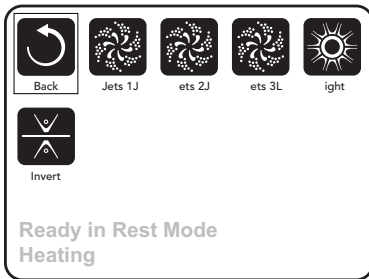 Back Jets 1J ets 2J ets 3L ight
Invert
Ready in Rest Mode
Heating